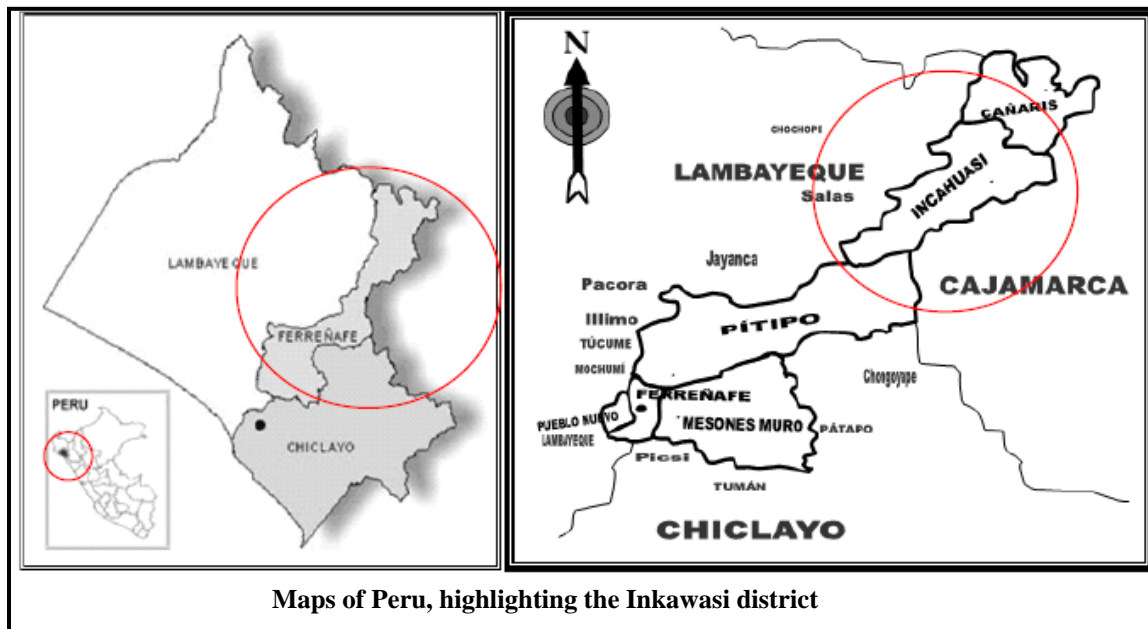 LAMBAYEQUE
FERREÑAFE
PERU
CHICLAYO
N
CAÑARIS
CHOCHOPE
LAMBAYEQUE
Salas
INCAHUASI
Jayanca
Pacora
CAJAMARCA
Illimo
PÍTIPO
TÚCUME
MOCHUMÍ
Chongoyape
FERREÑAFE
PUEBLO NUEVO
MESONES MURO
PÁTAPO
LAMBAYEQUE
Picsi
TUMÁN
CHICLAYO
Maps of Peru, highlighting the Inkawasi district